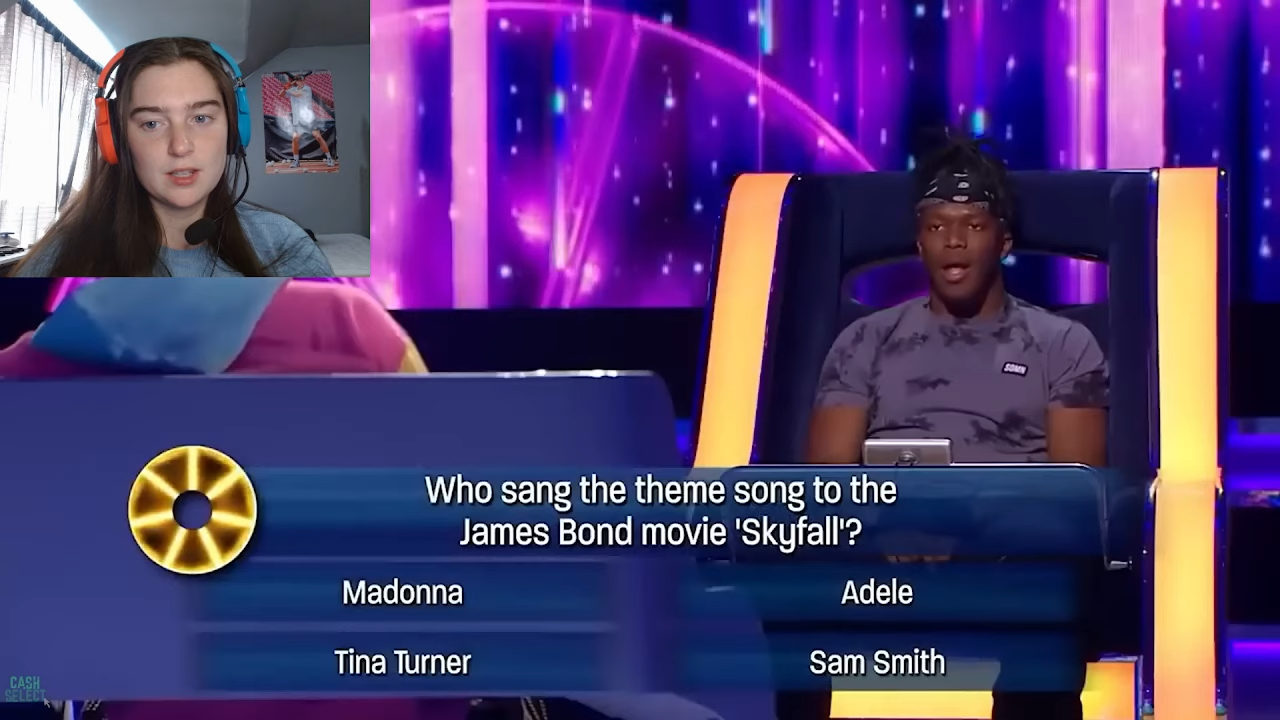 SDMN
Who sang the theme song to the
James Bond movie 'Skyfall'?
Madonna
Adele
Tina Turner
Sam Smith
CASH
SELECT